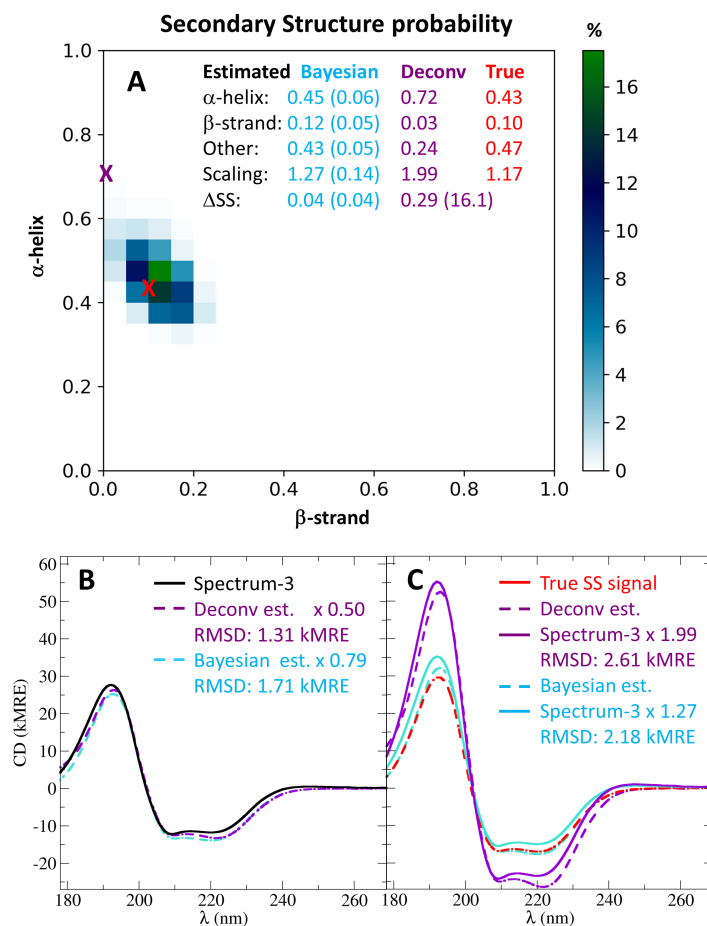 Secondary Structure probability
%
A
Estimated Bayesian Deconv True
α-helix: 0.45 (0.06) 0.72 0.43
β-strand: 0.12 (0.05) 0.03 0.10
Other: 0.43 (0.05) 0.24 0.47
Scaling: 1.27 (0.14) 1.99 1.17
ΔSS: 0.04 (0.04) 0.29 (16.1)
X
X
1.0
0.8
0.6
0.4
0.2
0.0
α-helix
0.0 0.2 0.4 0.6 0.8 1.0
β-strand
16
14
12
10
8
6
4
2
0
B
Spectrum-3
Deconv est. x 0.50
RMSD: 1.31 kMRE
Bayesian est. x 0.79
RMSD: 1.71 kMRE
60
50
40
30
20
10
0
-10
-20
CD (kMRE)
180 200 220 240 260
λ (nm)
C
True SS signal
Deconv est.
Spectrum-3 x 1.99
RMSD: 2.61 kMRE
Bayesian est.
Spectrum-3 x 1.27
RMSD: 2.18 kMRE
180 200 220 240 260
λ (nm)